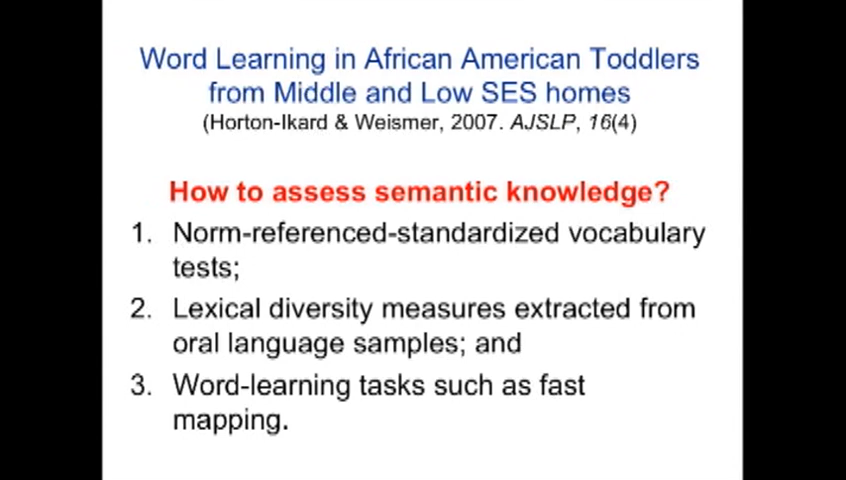 Word Learning in African American Toddlers
from Middle and Low SES homes
(Horton-Ikard & Weismer, 2007. AJSLP, 16(4)
How to assess semantic knowledge?
1. Norm-referenced-standardized vocabulary
tests;
2. Lexical diversity measures extracted from
oral language samples; and
3. Word-learning tasks such as fast
mapping.